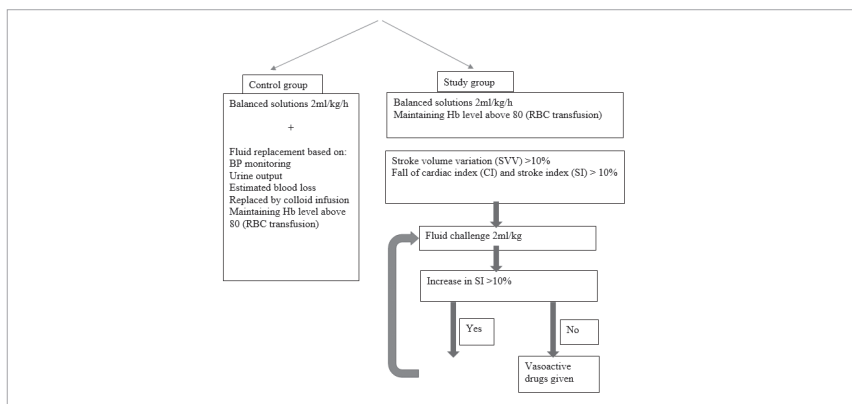 Control group
Balanced solutions 2ml/kg/h
+
Fluid replacement based on:
BP monitoring
Urine output
Estimated blood loss
Replaced by colloid infusion
Maintaining Hb level above
80 (RBC transfusion)
Study group
Balanced solutions 2ml/kg/h
Maintaining Hb level above 80 (RBC transfusion)
Stroke volume variation (SVV) >10%
Fall of cardiac index (CI) and stroke index (SI) > 10%
Fluid challenge 2ml/kg
Increase in SI >10%
Yes
No
Vasoactive
drugs given